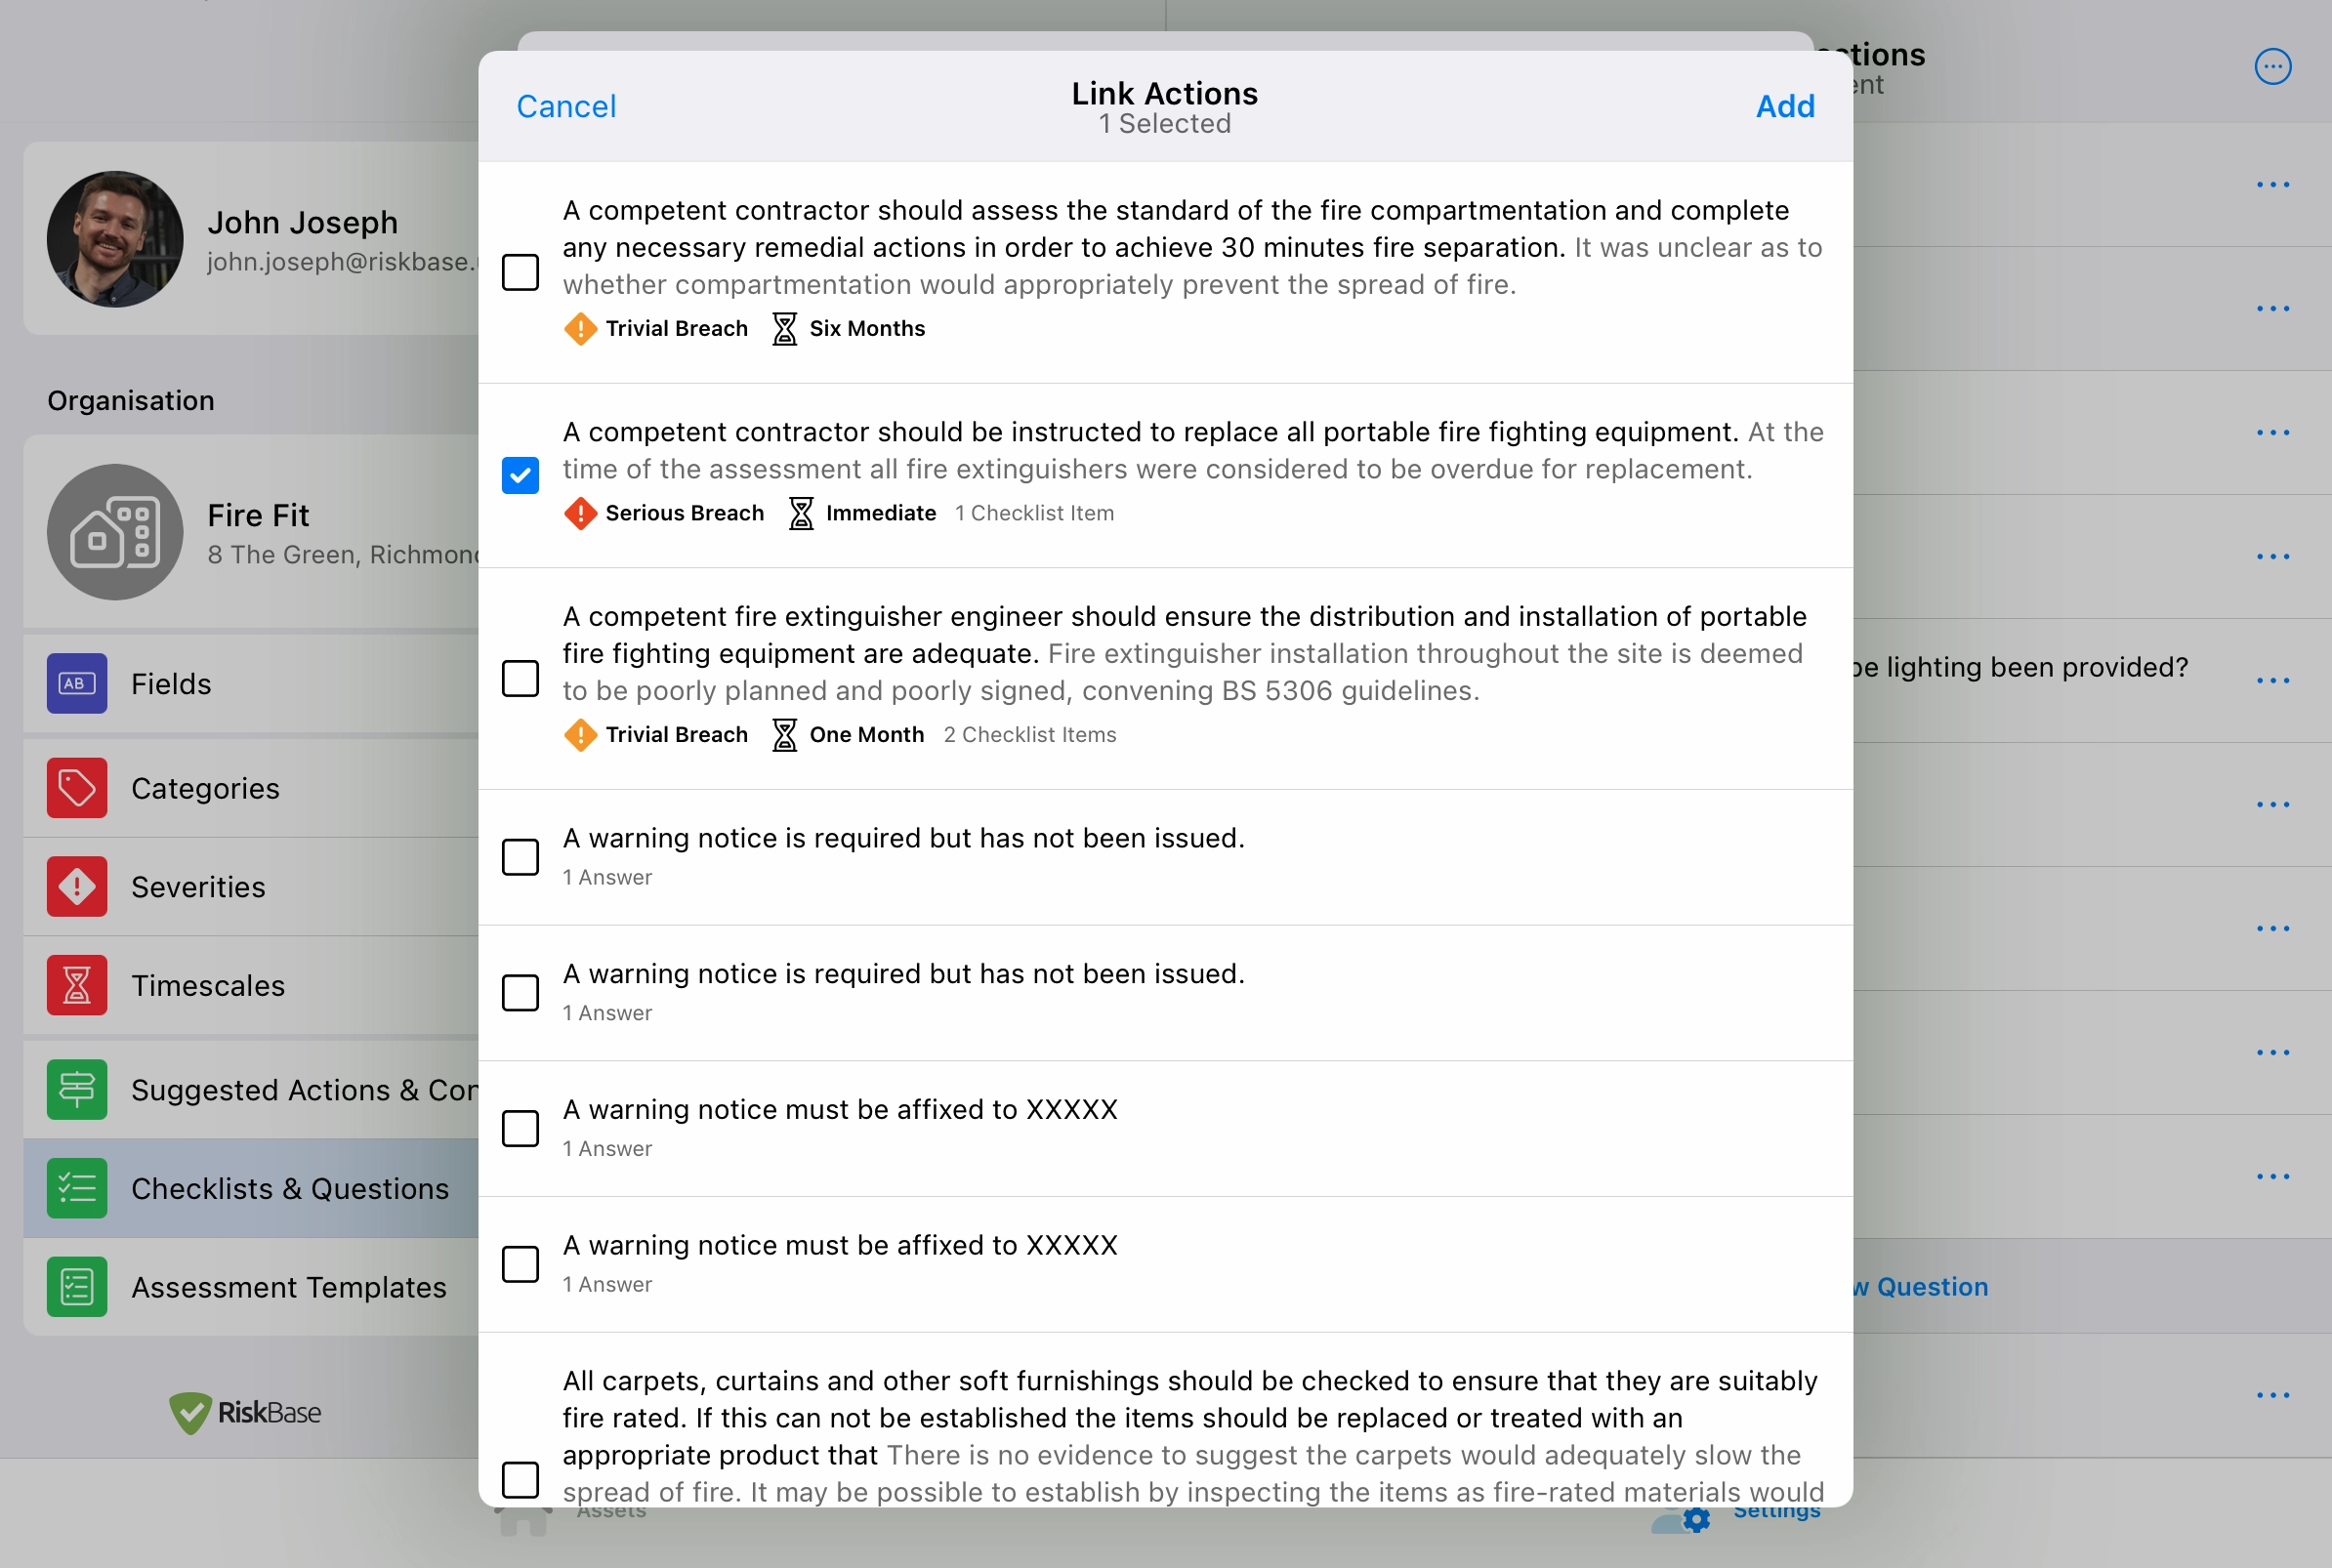 Cancel
Link Actions
1 Selected
Add
A competent contractor should assess the standard of the fire compartmentation and complete
any necessary remedial actions in order to achieve 30 minutes fire separation. It was unclear as to
whether compartmentation would appropriately prevent the spread of fire.
Trivial Breach Six Months
A competent contractor should be instructed to replace all portable fire fighting equipment. At the
time of the assessment all fire extinguishers were considered to be overdue for replacement.
Serious Breach Immediate 1 Checklist Item
A competent fire extinguisher engineer should ensure the distribution and installation of portable
fire fighting equipment are adequate. Fire extinguisher installation throughout the site is deemed
to be poorly planned and poorly signed, convening BS 5306 guidelines.
Trivial Breach One Month 2 Checklist Items
A warning notice is required but has not been issued.
1 Answer
A warning notice is required but has not been issued.
1 Answer
A warning notice must be affixed to XXXXX
1 Answer
A warning notice must be affixed to XXXXX
1 Answer
All carpets, curtains and other soft furnishings should be checked to ensure that they are suitably
fire rated. If this can not be established the items should be replaced or treated with an
appropriate product that There is no evidence to suggest the carpets would adequately slow the
spread of fire. It may be possible to establish by inspecting the items as fire-rated materials would
John Joseph
john.joseph@riskbase.
Organisation
Fire Fit
8 The Green, Richmond
AB
Fields
Categories
Severities
Timescales
Suggested Actions & Con
Checklists & Questions
Assessment Templates
RiskBase
Assets
ctions
ent
be lighting been provided?
w Question
Settings